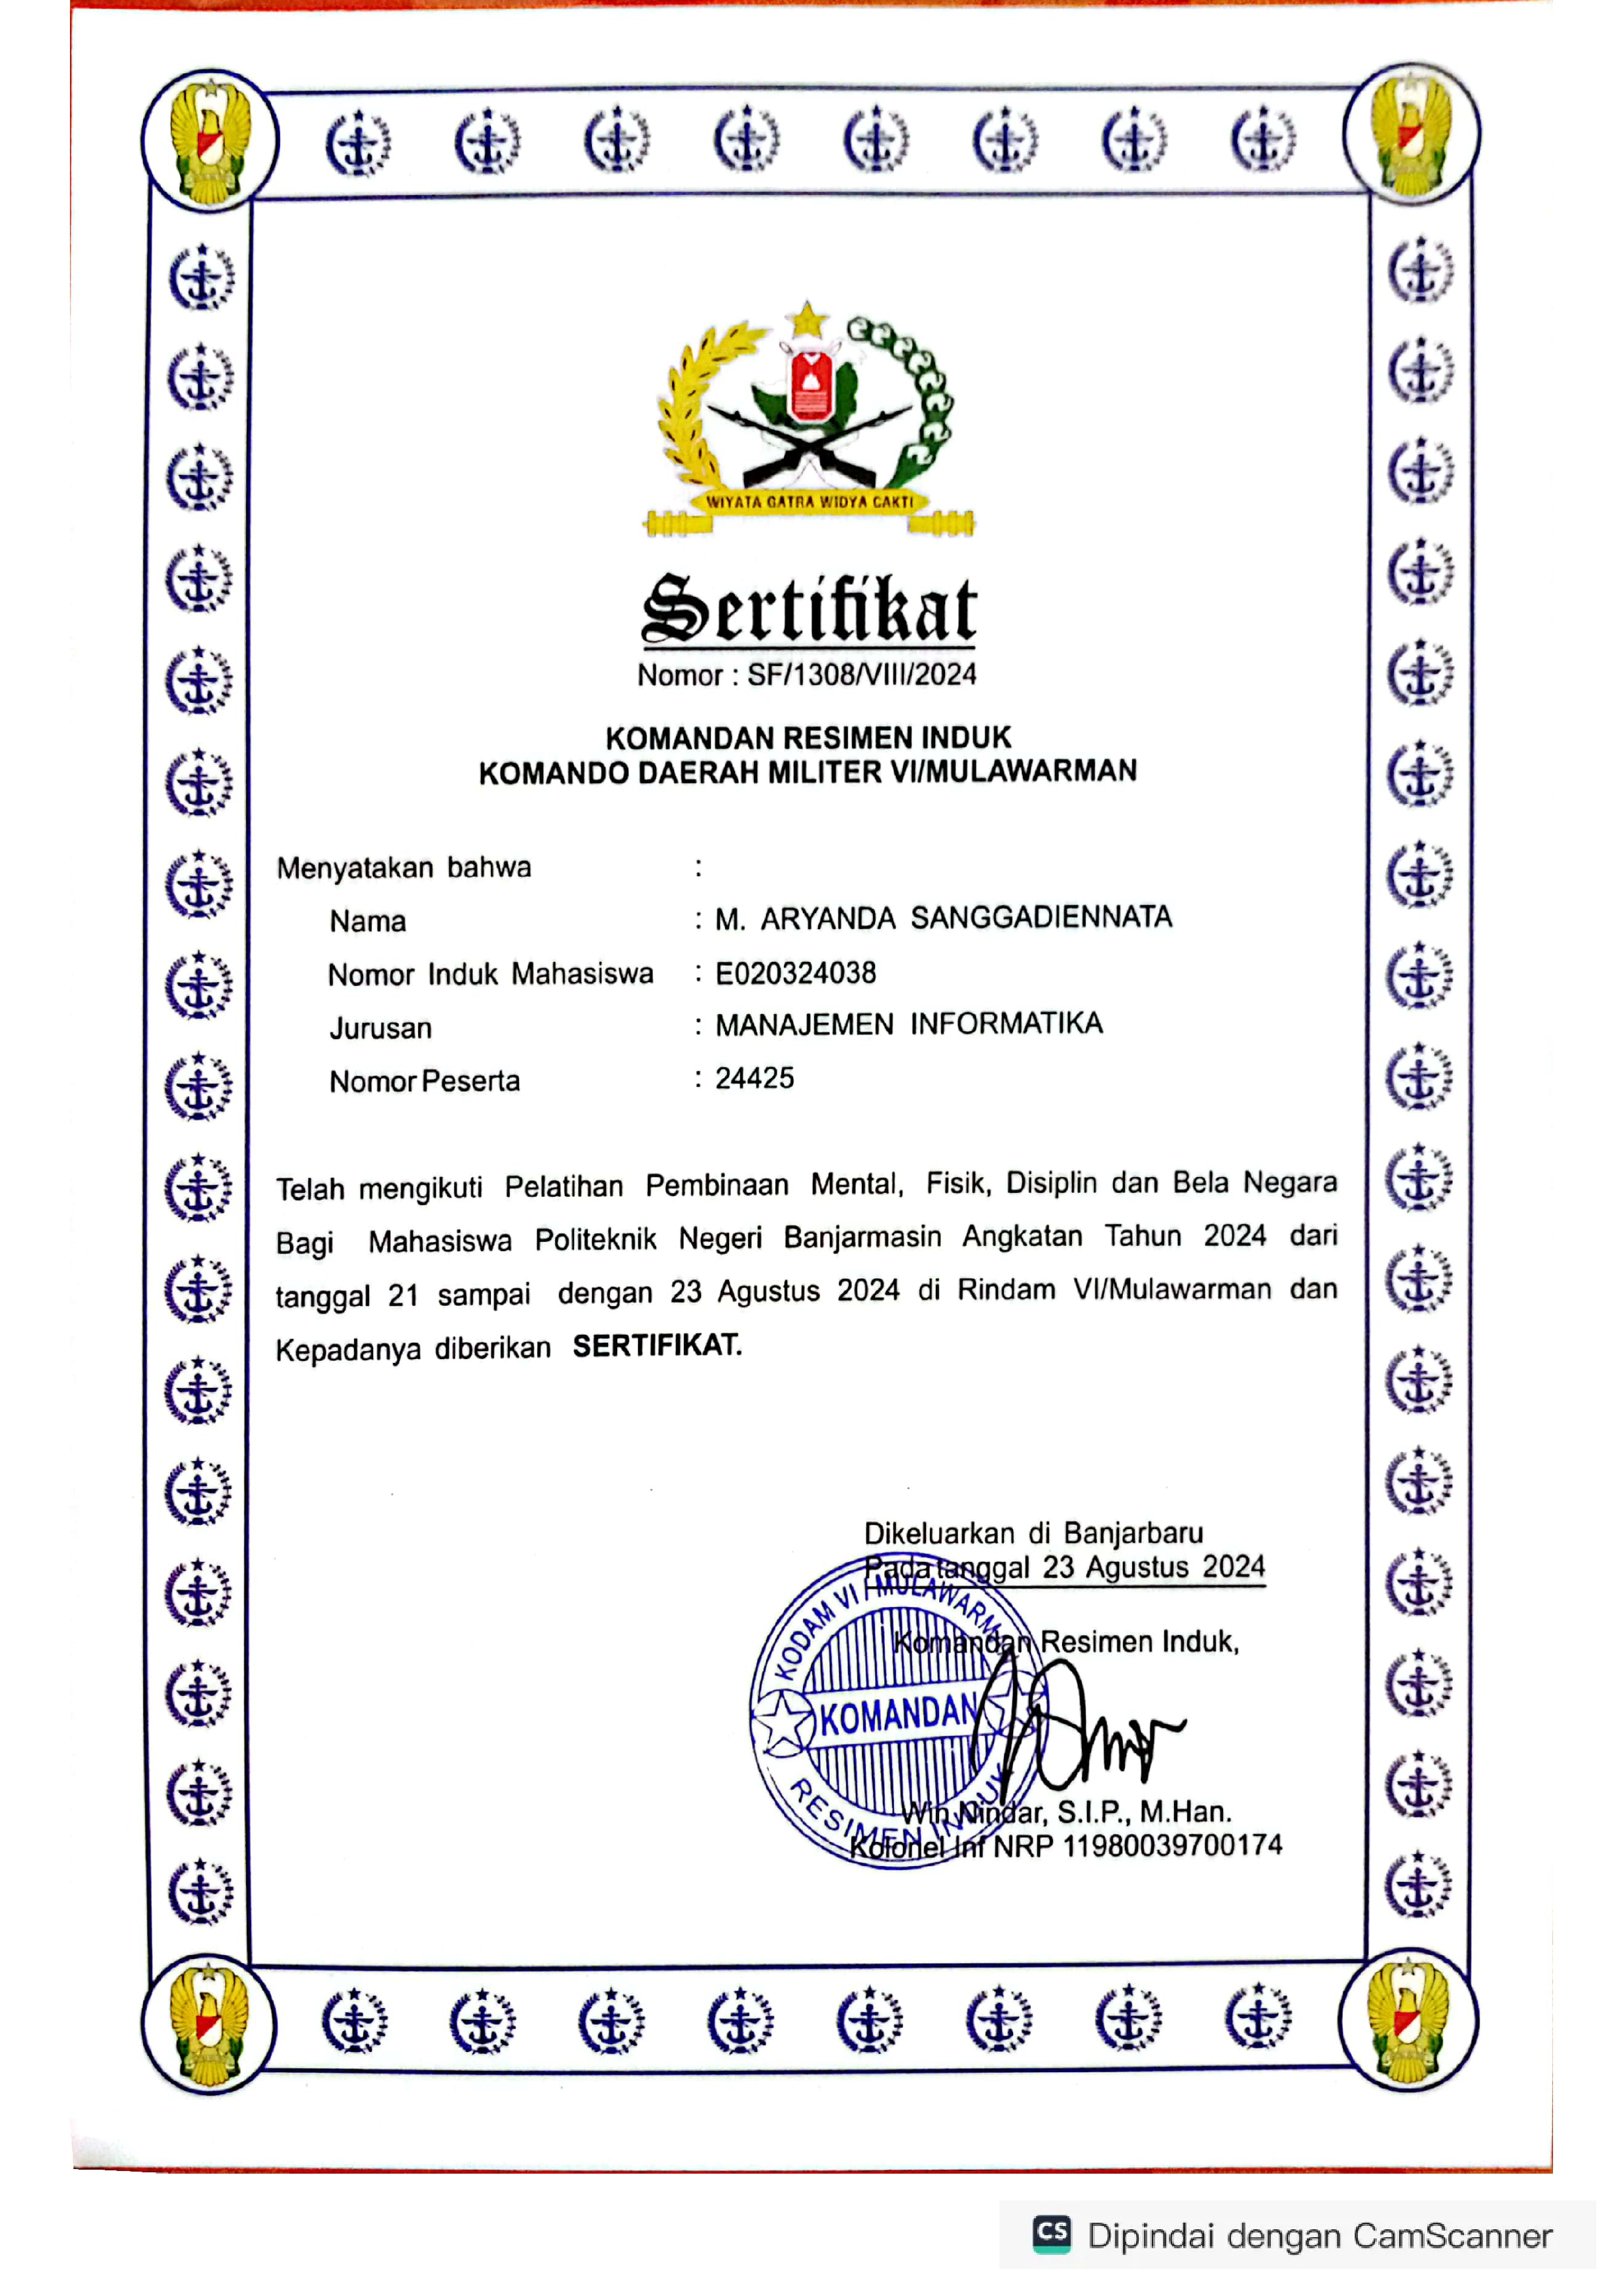 WIYATA GATRA WIDYA CAKTI
Sertifikat
Nomor : SF/1308/VIII/2024
KOMANDAN RESIMEN INDUK
KOMANDO DAERAH MILITER VI/MULAWARMAN
Menyatakan bahwa :
Nama : M. ARYANDA SANGGADIENNATA
Nomor Induk Mahasiswa : E020324038
Jurusan : MANAJEMEN INFORMATIKA
Nomor Peserta : 24425
Telah mengikuti Pelatihan Pembinaan Mental, Fisik, Disiplin dan Bela Negara
Bagi Mahasiswa Politeknik Negeri Banjarmasin Angkatan Tahun 2024 dari
tanggal 21 sampai dengan 23 Agustus 2024 di Rindam VI/Mulawarman dan
Kepadanya diberikan SERTIFIKAT.
Dikeluarkan di Banjarbaru
Pada tanggal 23 Agustus 2024
Komandan Resimen Induk,
KODAM VI / MULAWARMAN
KOMANDAN
RESIMEN INDUK
Win Nindar, S.I.P., M.Han.
Kolonel Inf NRP 11980039700174
CS Dipindai dengan CamScanner